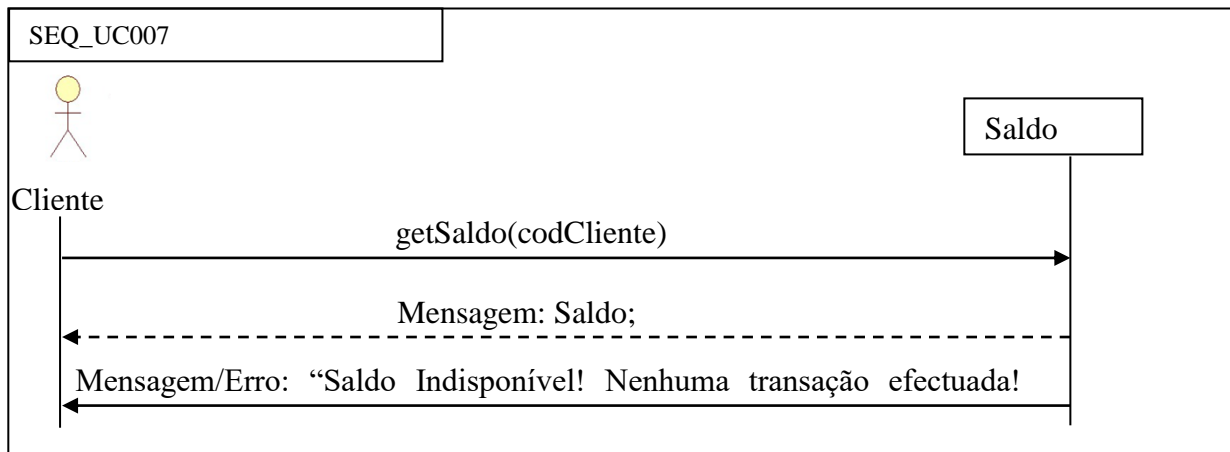 SEQ_UC007
Saldo
Cliente
getSaldo(codCliente)
Mensagem: Saldo;
Mensagem/Erro: “Saldo Indisponível! Nenhuma transação efectuada!